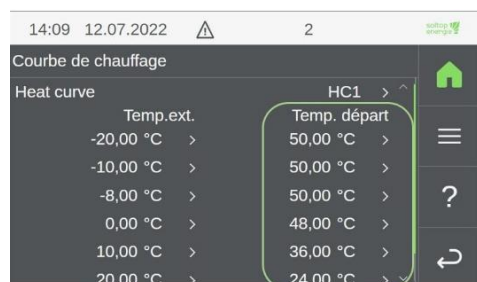 14:09 12.07.2022 2
softop energie
Courbe de chauffage
Heat curve HC1 >
Temp.ext. Temp. départ
-20,00 °C > 50,00 °C >
-10,00 °C > 50,00 °C >
-8,00 °C > 50,00 °C >
0,00 °C > 48,00 °C >
10,00 °C > 36,00 °C >
20,00 °C > 24,00 °C >
?